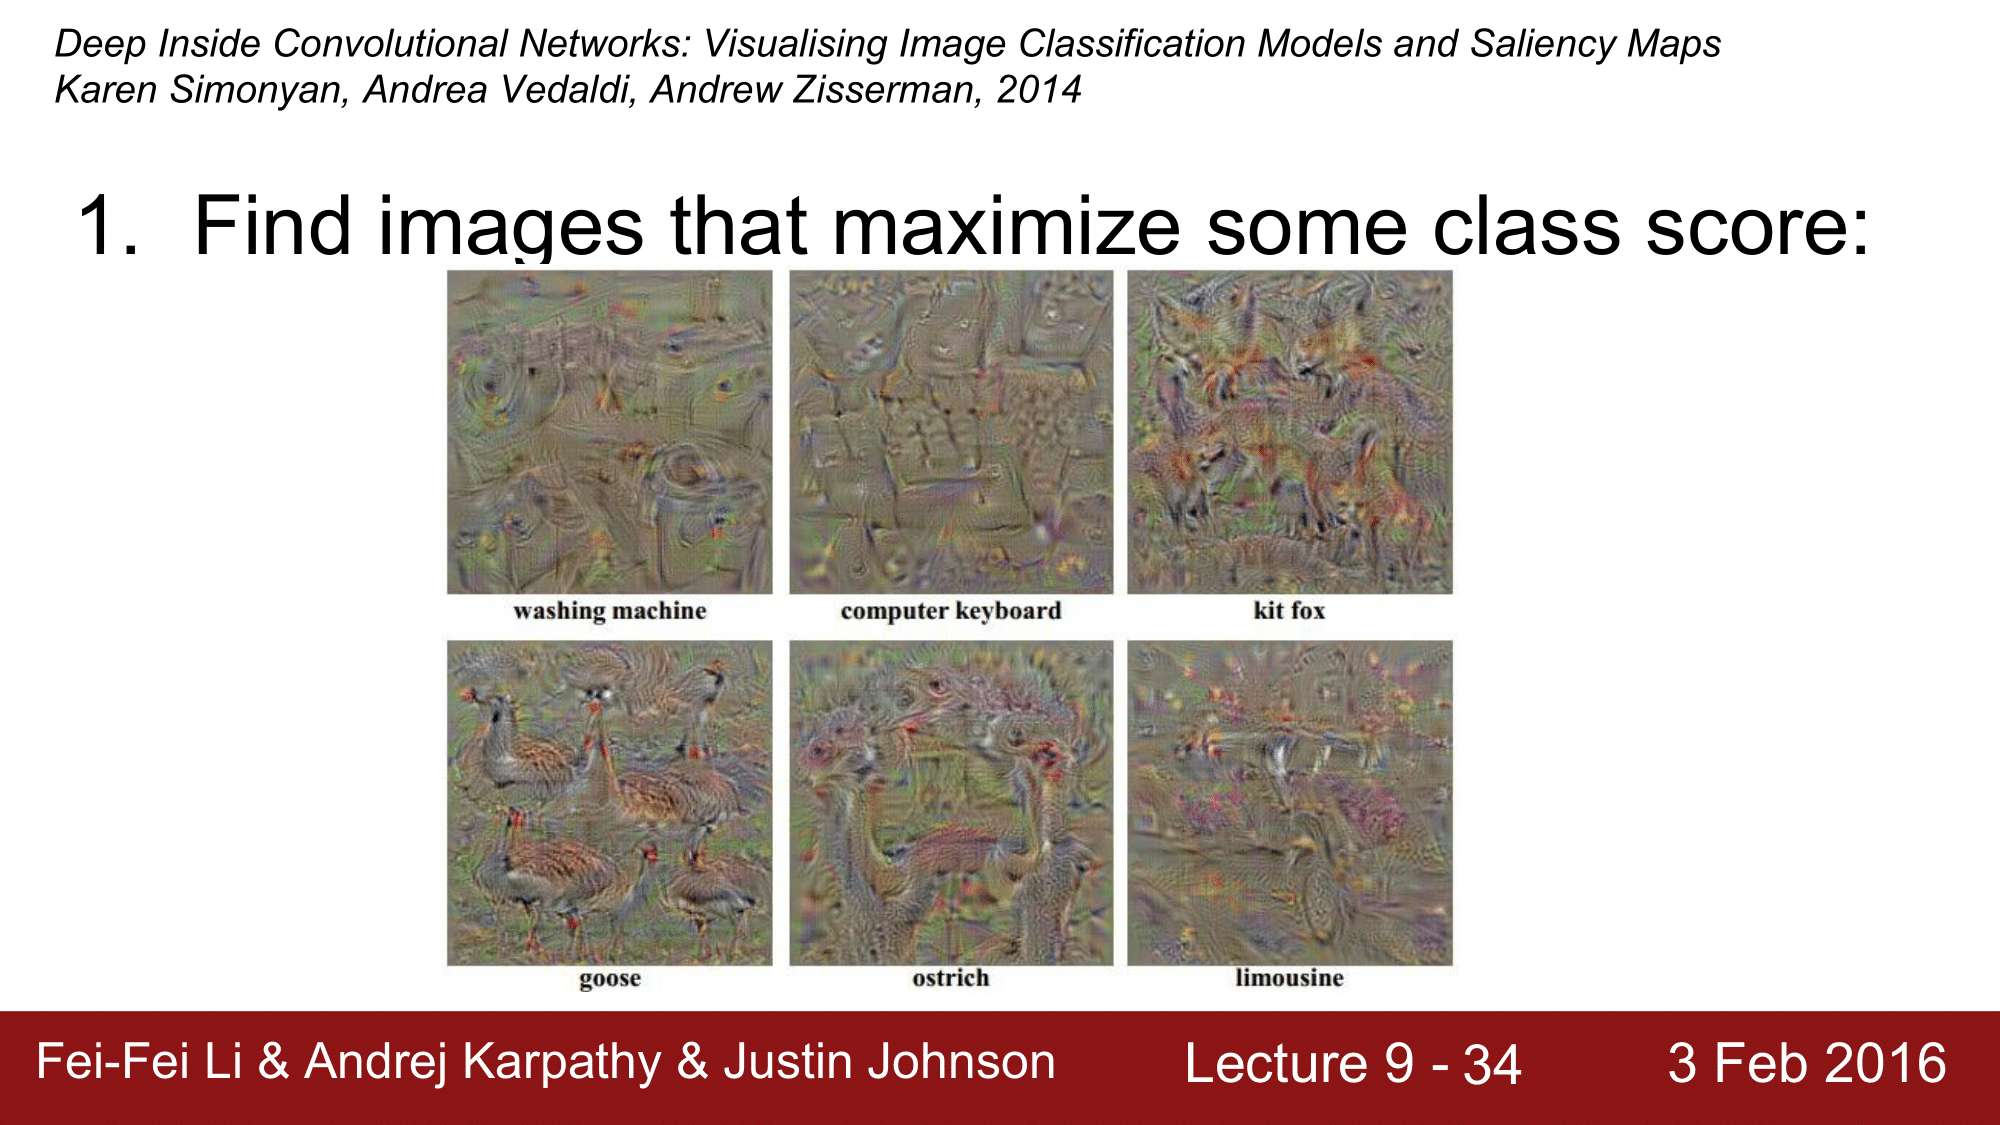 Deep Inside Convolutional Networks: Visualising Image Classification Models and Saliency Maps
Karen Simonyan, Andrea Vedaldi, Andrew Zisserman, 2014
1. Find images that maximize some class score:
washing machine computer keyboard kit fox
goose ostrich limousine
Fei-Fei Li & Andrej Karpathy & Justin Johnson Lecture 9 - 34 3 Feb 2016